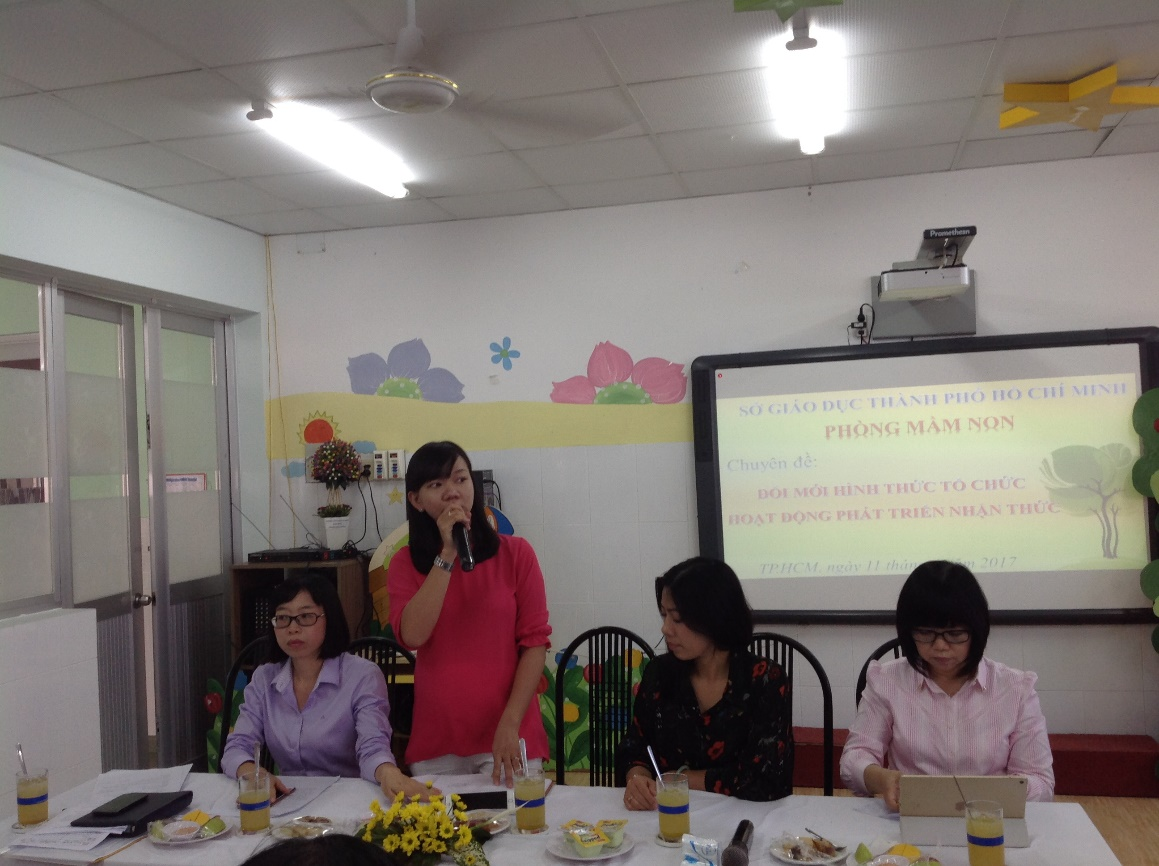 Promethean
SỞ GIÁO DỤC THÀNH PHỐ HỒ CHÍ MINH
PHÒNG MẦM NON
Chuyên đề:
ĐỔI MỚI HÌNH THỨC TỔ CHỨC
HOẠT ĐỘNG PHÁT TRIỂN NHẬN THỨC
TP.HCM, ngày 11 2017